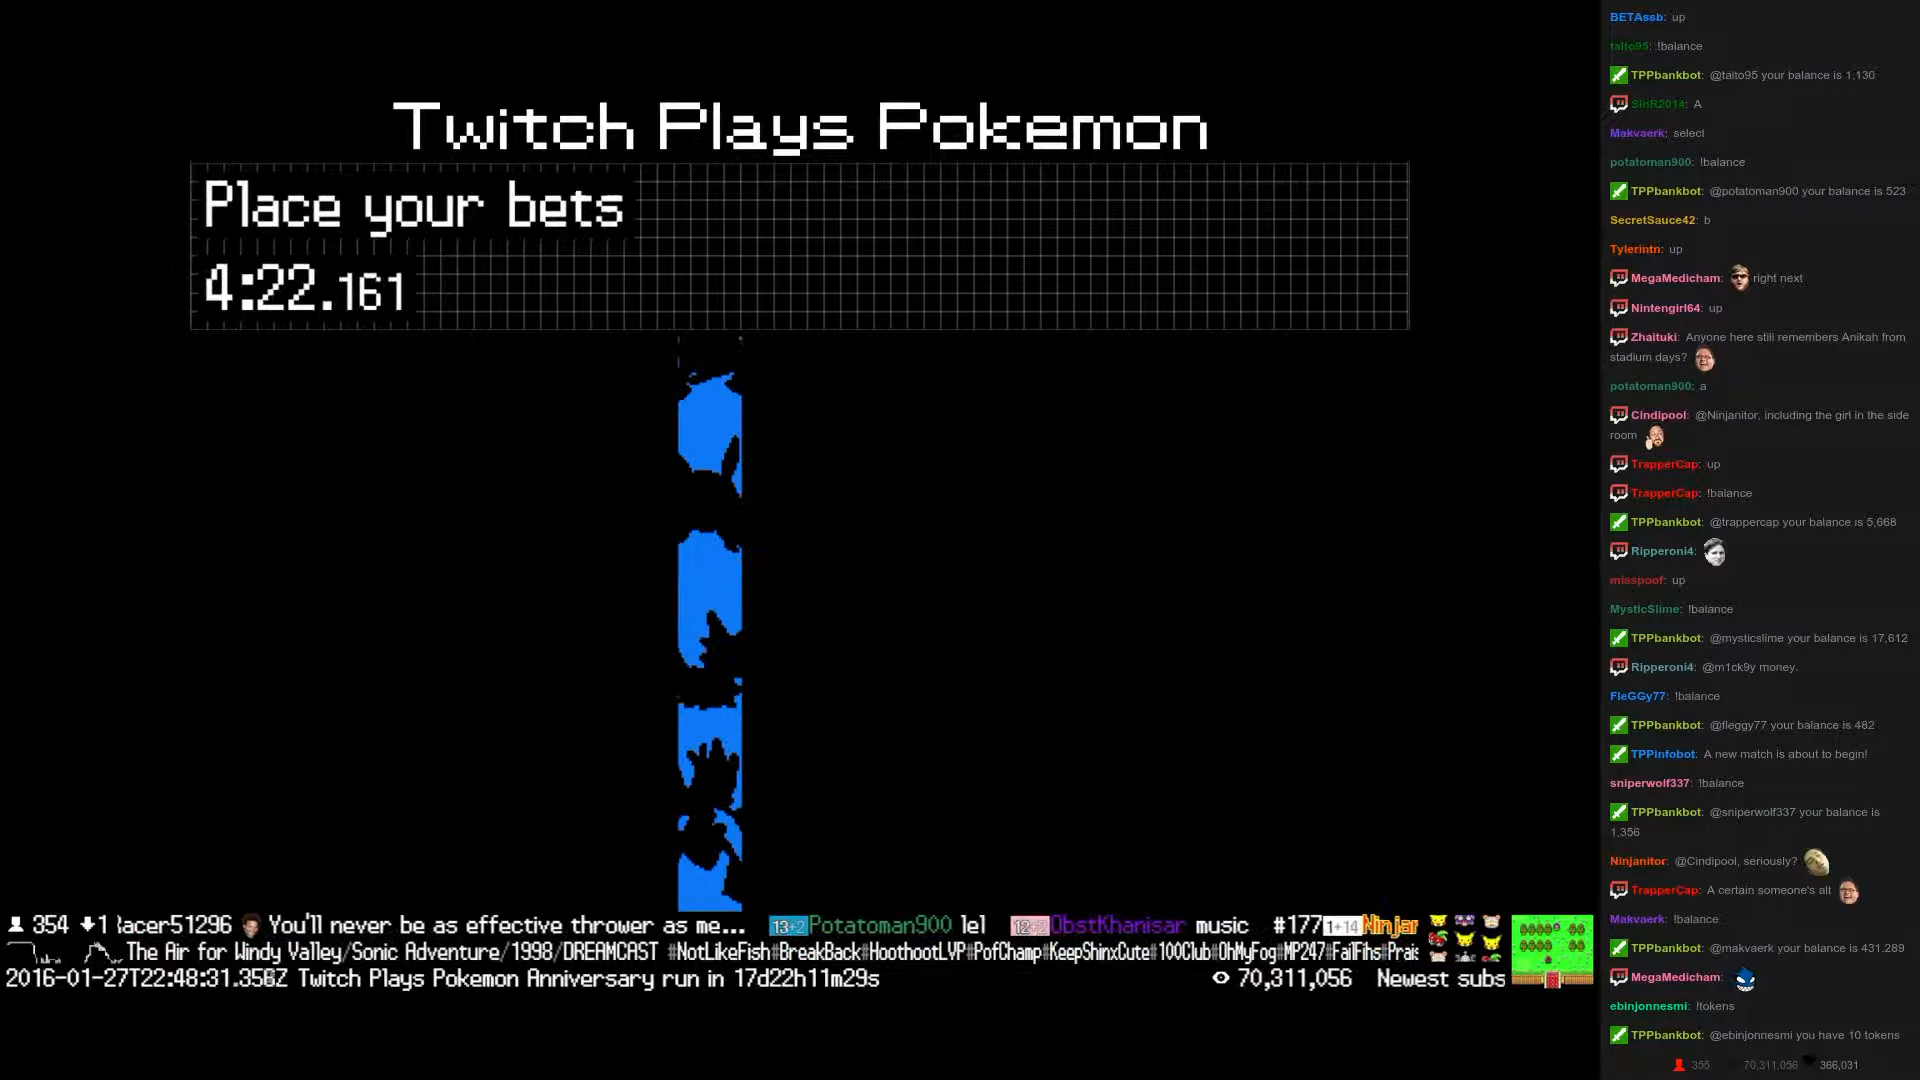 Twitch Plays Pokemon
Place your bets
4:22.161
354 1 Racer51296 You'll never be as effective thrower as me... 13+2 Potatoman900 lel 12+2 ObstKhanisar music #177 1+14 Ninjar
The Air for Windy Valley/Sonic Adventure/1998/DREAMCAST #NotLikeFish#BreakBack#HoothootLVP#PofChamp#KeepShinxCute#100Club#OhMyFog#MP247#FailFihs#Prais
2016-01-27T22:48:31.358Z Twitch Plays Pokemon Anniversary run in 17d22h11m29s 70,311,056 Newest subs
BETAssb: up
taito95: !balance
TPPbankbot: @taito95 your balance is 1,130
SinR2014: A
Makvaerk: select
potatoman900: !balance
TPPbankbot: @potatoman900 your balance is 523
SecretSauce42: b
Tylerintn: up
MegaMedicham: right next
Nintengirl64: up
Zhaituki: Anyone here still remembers Anikah from
stadium days?
potatoman900: a
Cindipool: @Ninjanitor, including the girl in the side
room
TrapperCap: up
TrapperCap: !balance
TPPbankbot: @trappercap your balance is 5,668
Ripperoni4:
misspoof: up
MysticSlime: !balance
TPPbankbot: @mysticslime your balance is 17,612
Ripperoni4: @m1ck9y money.
FleGGy77: !balance
TPPbankbot: @fleggy77 your balance is 482
TPPinfobot: A new match is about to begin!
sniperwolf337: !balance
TPPbankbot: @sniperwolf337 your balance is
1,356
Ninjanitor: @Cindipool, seriously?
TrapperCap: A certain someone's alt
Makvaerk: !balance
TPPbankbot: @makvaerk your balance is 431.289
MegaMedicham:
ebinjonnesmi: !tokens
TPPbankbot: @ebinjonnesmi you have 10 tokens
355 70,311,056 366,031